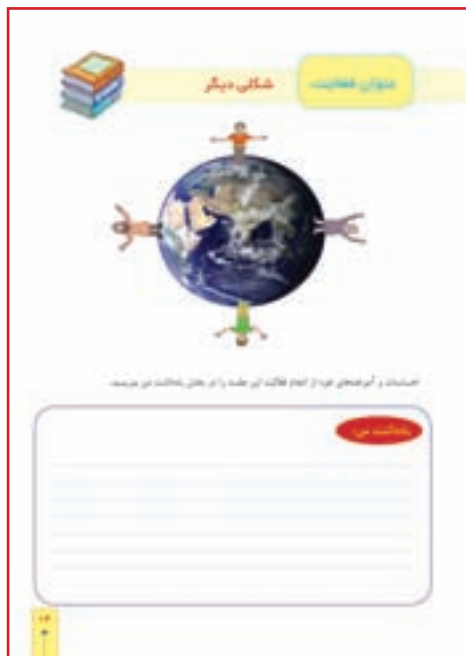 عنوان فعالیت:
شکلی دیگر
احساسات و آموخته‌های خود از انجام فعالیت این جلسه را در بخش یادداشت من بنویسید.
یادداشت من: